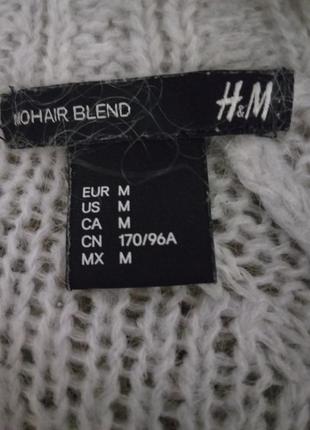 MOHAIR BLEND H&M
EUR M
US M
CA M
CN 170/96A
MX M